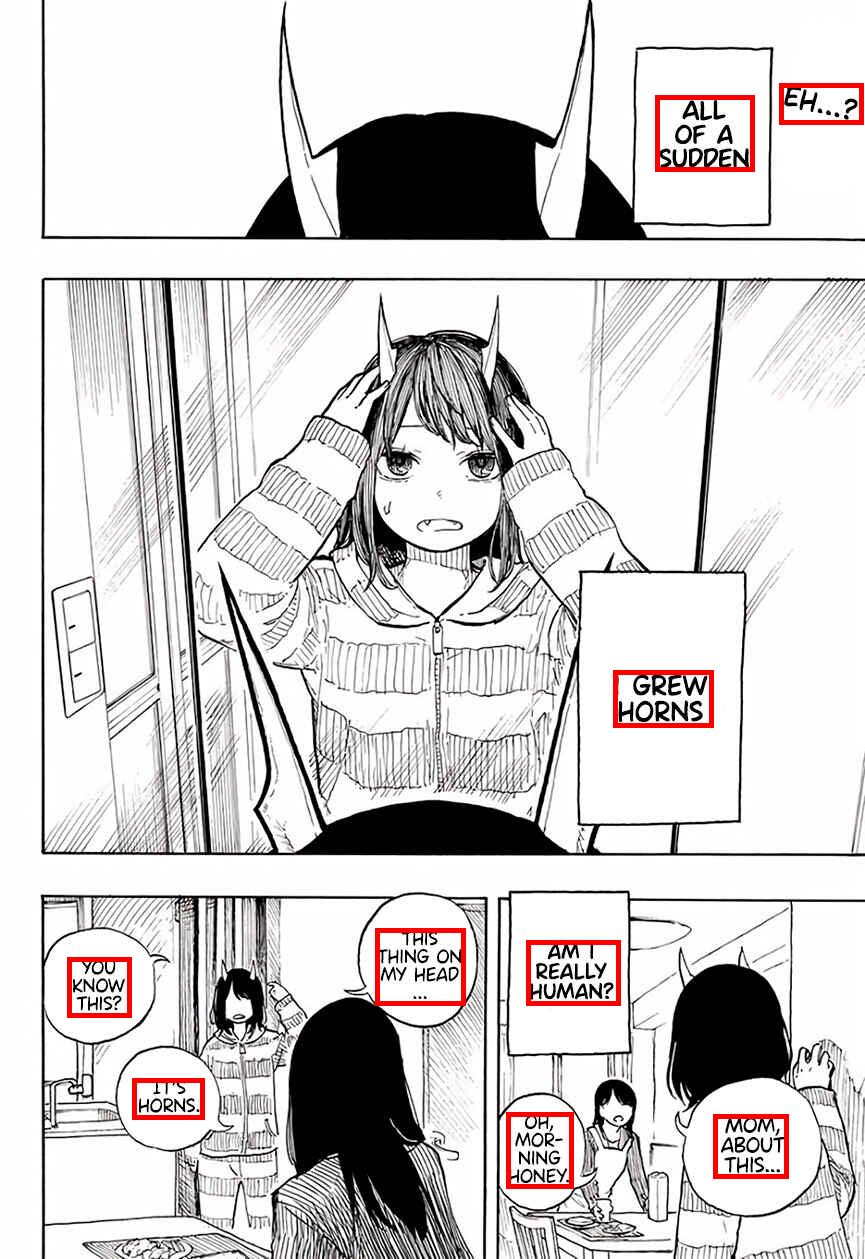 EH...?
ALL
OF A
SUDDEN
GREW
HORNS
AM I
REALLY
HUMAN?
MOM,
ABOUT
THIS...
OH,
MOR-
NING
HONEY.
THIS
THING ON
MY HEAD
...
YOU
KNOW
THIS?
IT'S
HORNS.